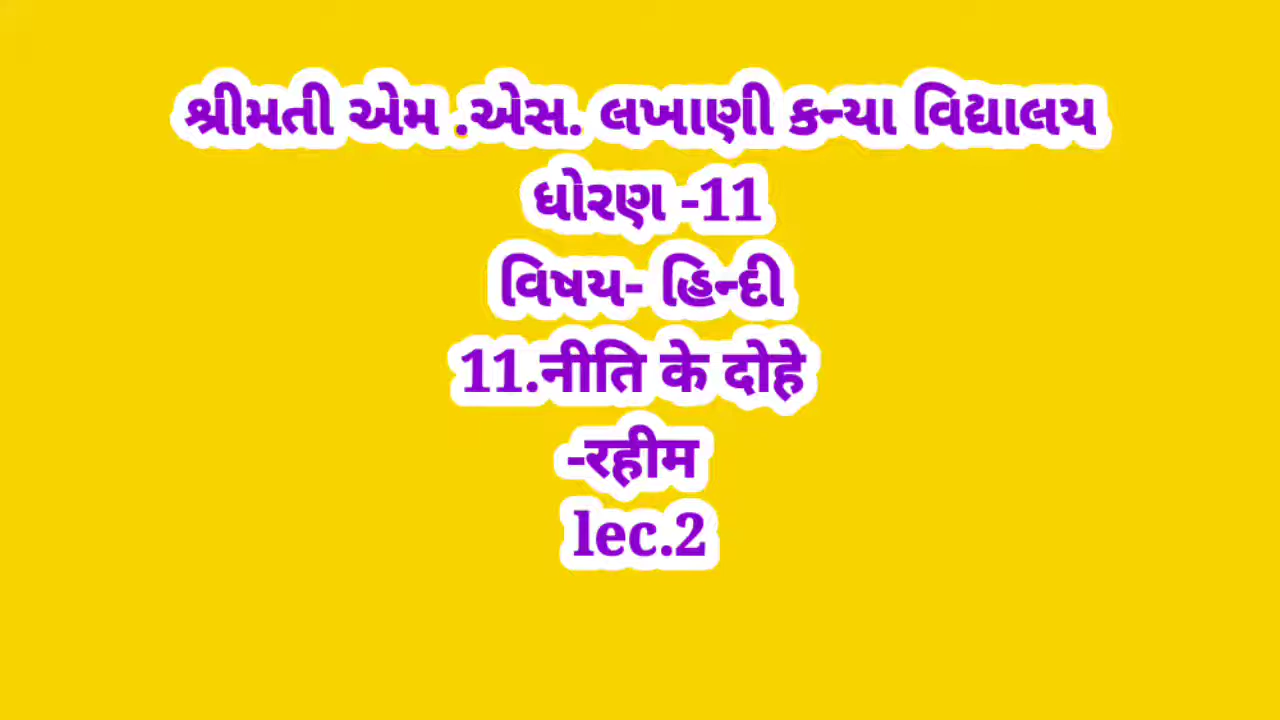 શ્રીમતી એમ .એસ. લખાણી કન્યા વિદ્યાલય
ધોરણ -11
વિષય- હિન્દી
11.नीति के दोहे
-रहीम
lec.2